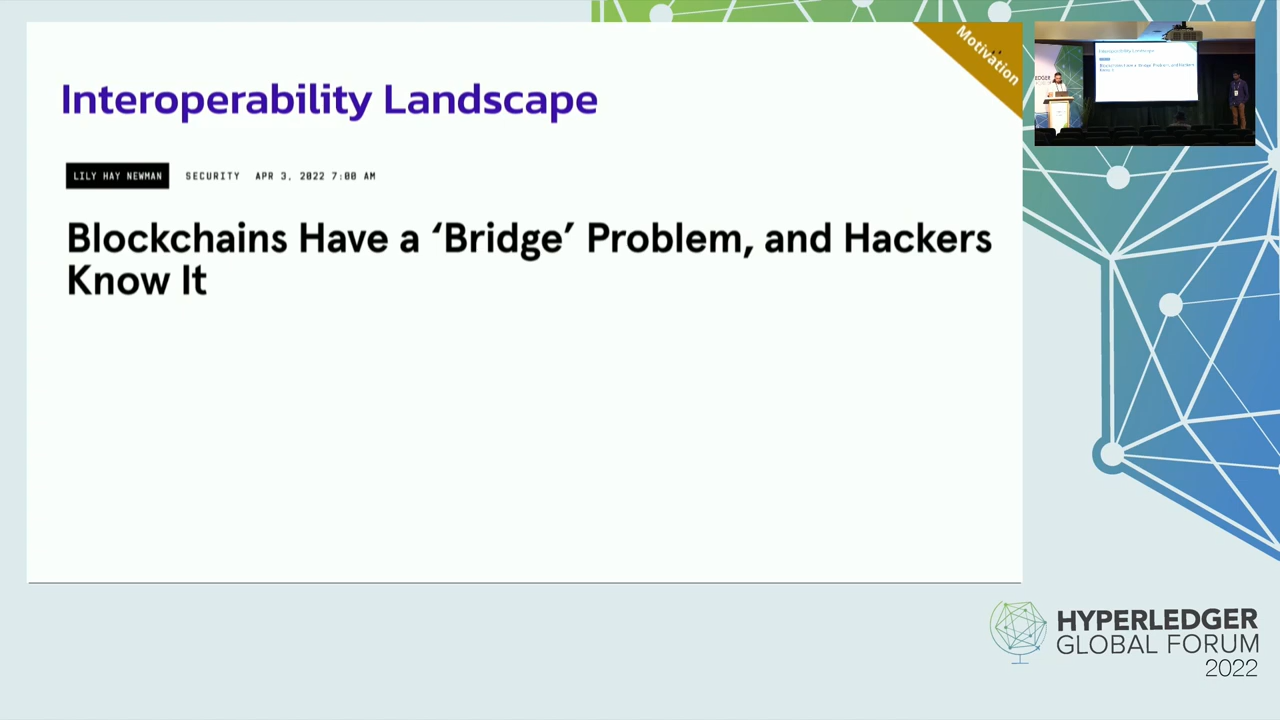 Motivation
Interoperability Landscape
LILY HAY NEWMAN SECURITY APR 3, 2022 7:00 AM
Blockchains Have a ‘Bridge’ Problem, and Hackers
Know It
HYPERLEDGER
GLOBAL FORUM
2022